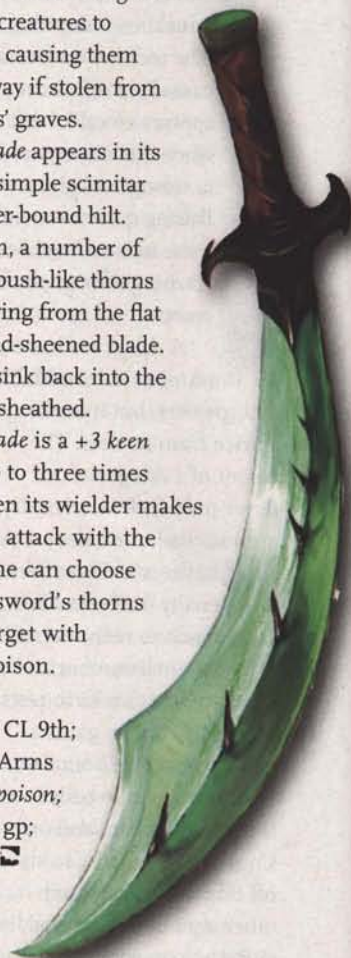 creatures to
causing them
way if stolen from
s' graves.
ade appears in its
simple scimitar
er-bound hilt.
n, a number of
bush-like thorns
ring from the flat
ld-sheened blade.
sink back into the
sheathed.
ade is a +3 keen
to three times
en its wielder makes
attack with the
he can choose
sword's thorns
rget with
oison.
CL 9th;
Arms
poison;
gp;